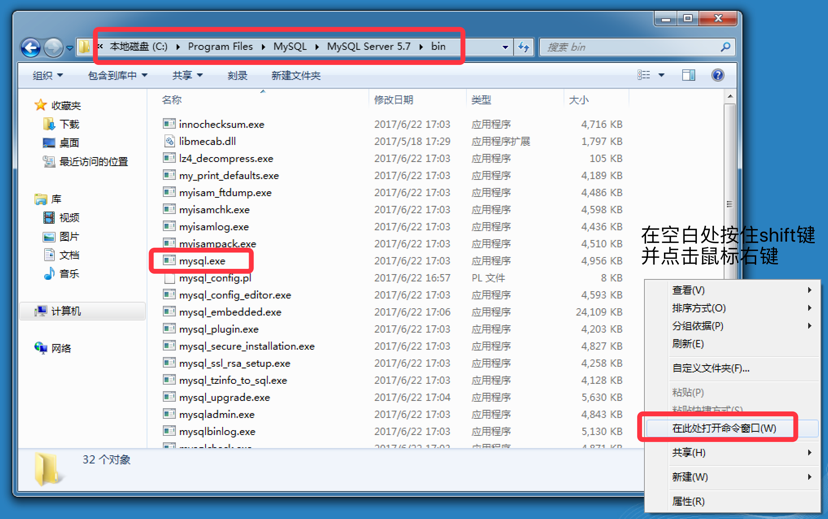 « 本地磁盘 (C:) ▸ Program Files ▸ MySQL ▸ MySQL Server 5.7 ▸ bin
搜索 bin
组织 包含到库中 共享 刻录 新建文件夹
名称 修改日期 类型 大小
收藏夹
下载
桌面
最近访问的位置
库
视频
图片
文档
音乐
计算机
网络
innochecksum.exe 2017/6/22 17:03 应用程序 4,716 KB
libmecab.dll 2017/5/18 17:29 应用程序扩展 1,797 KB
lz4_decompress.exe 2017/6/22 17:03 应用程序 105 KB
my_print_defaults.exe 2017/6/22 17:03 应用程序 4,189 KB
myisam_ftdump.exe 2017/6/22 17:03 应用程序 4,486 KB
myisamchk.exe 2017/6/22 17:03 应用程序 4,598 KB
myisamlog.exe 2017/6/22 17:03 应用程序 4,436 KB
myisampack.exe 2017/6/22 17:03 应用程序 4,510 KB
mysql.exe 2017/6/22 17:03 应用程序 4,956 KB
mysql_config.pl 2017/6/22 16:57 PL 文件 8 KB
mysql_config_editor.exe 2017/6/22 17:03 应用程序 4,593 KB
mysql_embedded.exe 2017/6/22 17:06 应用程序 24,109 KB
mysql_plugin.exe 2017/6/22 17:03 应用程序 4,203 KB
mysql_secure_installation.exe 2017/6/22 17:03 应用程序 4,827 KB
mysql_ssl_rsa_setup.exe 2017/6/22 17:03 应用程序 4,258 KB
mysql_tzinfo_to_sql.exe 2017/6/22 17:03 应用程序 4,128 KB
mysql_upgrade.exe 2017/6/22 17:04 应用程序 5,630 KB
mysqladmin.exe 2017/6/22 17:03 应用程序 4,843 KB
mysqlbinlog.exe 2017/6/22 17:03 应用程序 5,130 KB
mysqlcheck.exe 2017/6/22 17:03 应用程序 4,871 KB
32 个对象
在空白处按住shift键
并点击鼠标右键
查看(V)
排序方式(O)
分组依据(P)
刷新(E)
自定义文件夹(F)...
粘贴(P)
粘贴快捷方式(S)
在此处打开命令窗口(W)
共享(H)
新建(W)
属性(R)